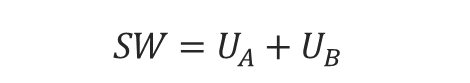 SW = U_A + U_B